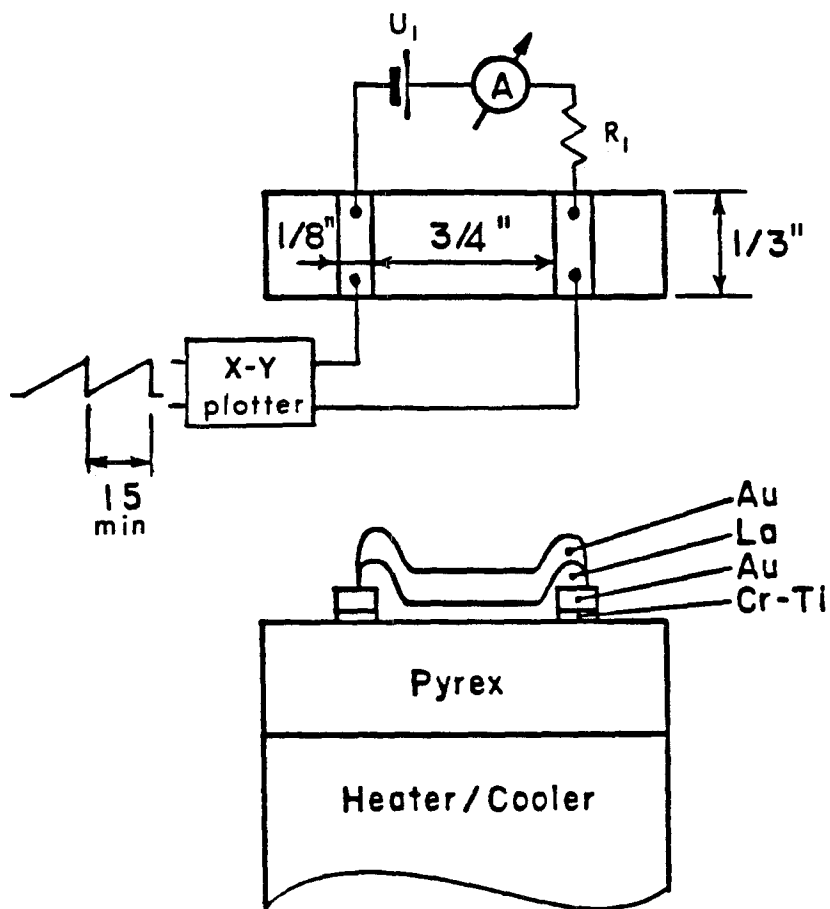 U₁
A
R₁
1/8"
3/4"
1/3"
X-Y
plotter
15
min
Au
La
Au
Cr-Ti
Pyrex
Heater/Cooler